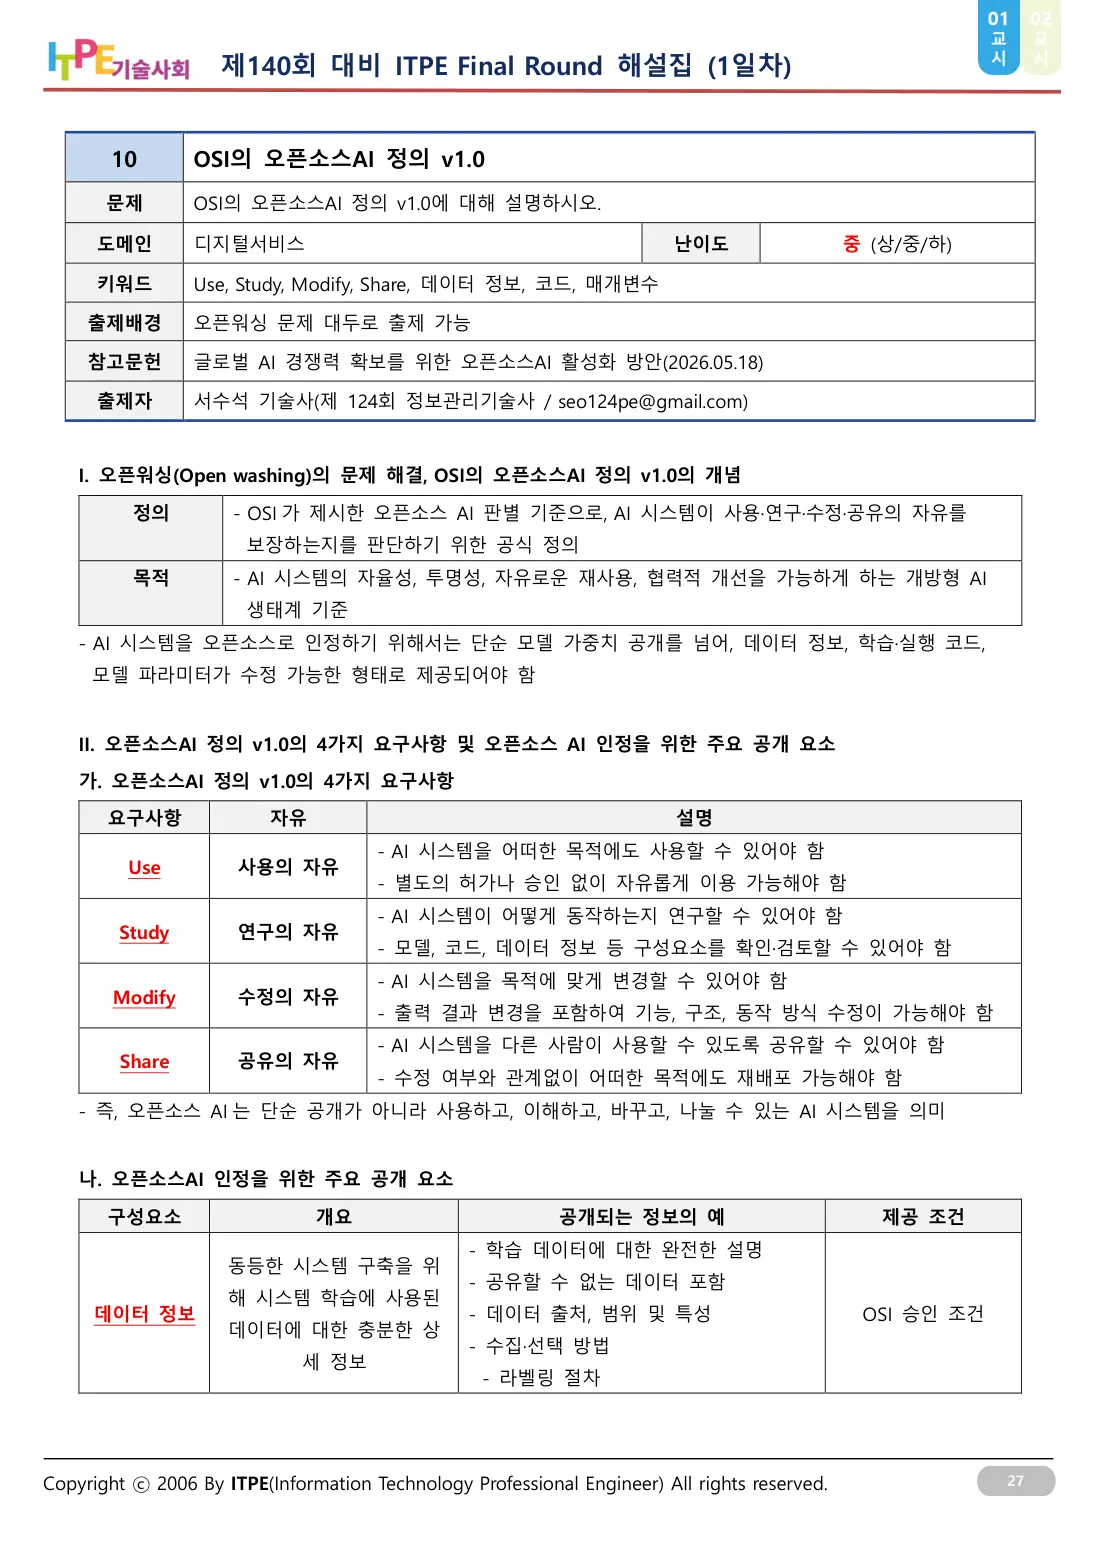 01
교
시
02
교
시
ITPE기술사회 제140회 대비 ITPE Final Round 해설집 (1일차)
10 OSI의 오픈소스AI 정의 v1.0
문제 OSI의 오픈소스AI 정의 v1.0에 대해 설명하시오.
도메인 디지털서비스 난이도 중 (상/중/하)
키워드 Use, Study, Modify, Share, 데이터 정보, 코드, 매개변수
출제배경 오픈워싱 문제 대두로 출제 가능
참고문헌 글로벌 AI 경쟁력 확보를 위한 오픈소스AI 활성화 방안(2026.05.18)
출제자 서수석 기술사(제 124회 정보관리기술사 / seo124pe@gmail.com)
I. 오픈워싱(Open washing)의 문제 해결, OSI의 오픈소스AI 정의 v1.0의 개념
정의 - OSI가 제시한 오픈소스 AI 판별 기준으로, AI 시스템이 사용·연구·수정·공유의 자유를
보장하는지를 판단하기 위한 공식 정의
목적 - AI 시스템의 자율성, 투명성, 자유로운 재사용, 협력적 개선을 가능하게 하는 개방형 AI
생태계 기준
- AI 시스템을 오픈소스로 인정하기 위해서는 단순 모델 가중치 공개를 넘어, 데이터 정보, 학습·실행 코드,
모델 파라미터가 수정 가능한 형태로 제공되어야 함
II. 오픈소스AI 정의 v1.0의 4가지 요구사항 및 오픈소스 AI 인정을 위한 주요 공개 요소
가. 오픈소스AI 정의 v1.0의 4가지 요구사항
요구사항 자유 설명
Use 사용의 자유 - AI 시스템을 어떠한 목적에도 사용할 수 있어야 함
- 별도의 허가나 승인 없이 자유롭게 이용 가능해야 함
Study 연구의 자유 - AI 시스템이 어떻게 동작하는지 연구할 수 있어야 함
- 모델, 코드, 데이터 정보 등 구성요소를 확인·검토할 수 있어야 함
Modify 수정의 자유 - AI 시스템을 목적에 맞게 변경할 수 있어야 함
- 출력 결과 변경을 포함하여 기능, 구조, 동작 방식 수정이 가능해야 함
Share 공유의 자유 - AI 시스템을 다른 사람이 사용할 수 있도록 공유할 수 있어야 함
- 수정 여부와 관계없이 어떠한 목적에도 재배포 가능해야 함
- 즉, 오픈소스 AI는 단순 공개가 아니라 사용하고, 이해하고, 바꾸고, 나눌 수 있는 AI 시스템을 의미
나. 오픈소스AI 인정을 위한 주요 공개 요소
구성요소 개요 공개되는 정보의 예 제공 조건
데이터 정보
동등한 시스템 구축을 위
해 시스템 학습에 사용된
데이터에 대한 충분한 상
세 정보
- 학습 데이터에 대한 완전한 설명
- 공유할 수 없는 데이터 포함
- 데이터 출처, 범위 및 특성
- 수집·선택 방법
- 라벨링 절차
OSI 승인 조건
Copyright ⓒ 2006 By ITPE(Information Technology Professional Engineer) All rights reserved. 27